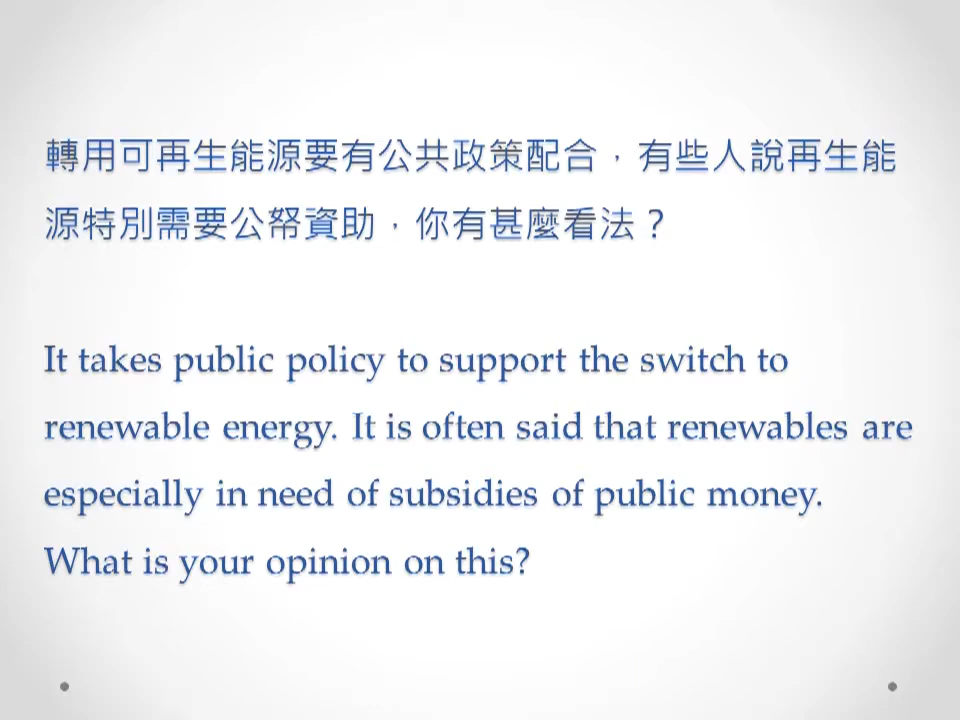 轉用可再生能源要有公共政策配合，有些人說再生能
源特別需要公帑資助，你有甚麼看法？
It takes public policy to support the switch to
renewable energy. It is often said that renewables are
especially in need of subsidies of public money.
What is your opinion on this?